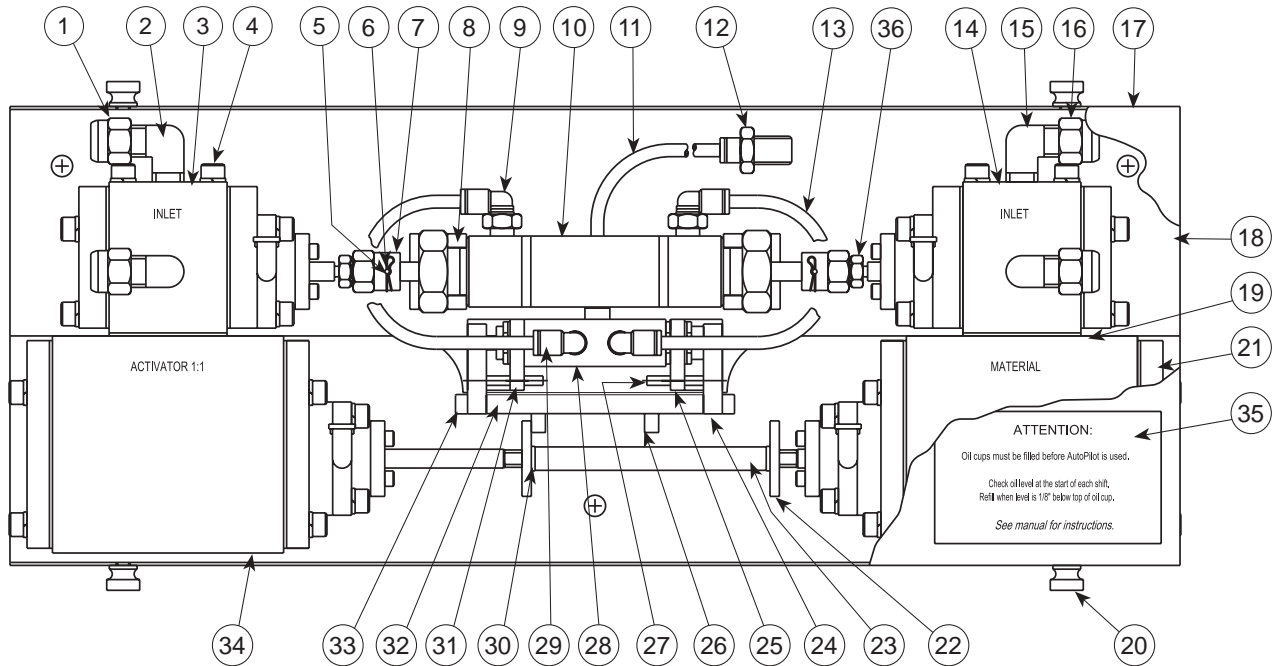 1 2 3 4 5 6 7 8 9 10 11 12 13 36 14 15 16 17
INLET
INLET
18
19
ACTIVATOR 1:1
MATERIAL
21
35
ATTENTION:
Oil cups must be filled before AutoPilot is used.
Check oil level at the start of each shift,
Refill when level is 1/8" below top of oil cup.
See manual for instructions.
34 33 32 31 30 29 28 27 26 25 24 23 22 20